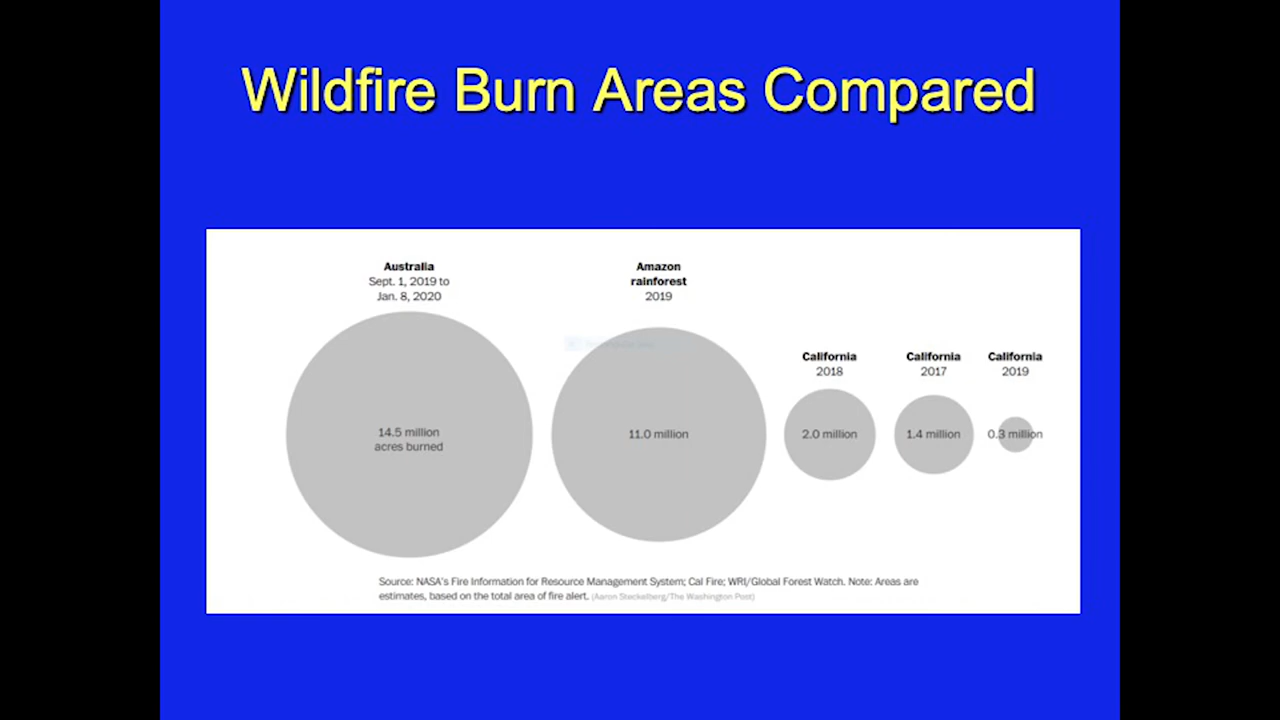 Wildfire Burn Areas Compared
Australia
Sept. 1, 2019 to
Jan. 8, 2020
14.5 million
acres burned
Amazon
rainforest
2019
11.0 million
California
2018
2.0 million
California
2017
1.4 million
California
2019
0.3 million
Source: NASA's Fire Information for Resource Management System; Cal Fire; WRI/Global Forest Watch. Note: Areas are
estimates, based on the total area of fire alert. (Aaron Steckelberg/The Washington Post)